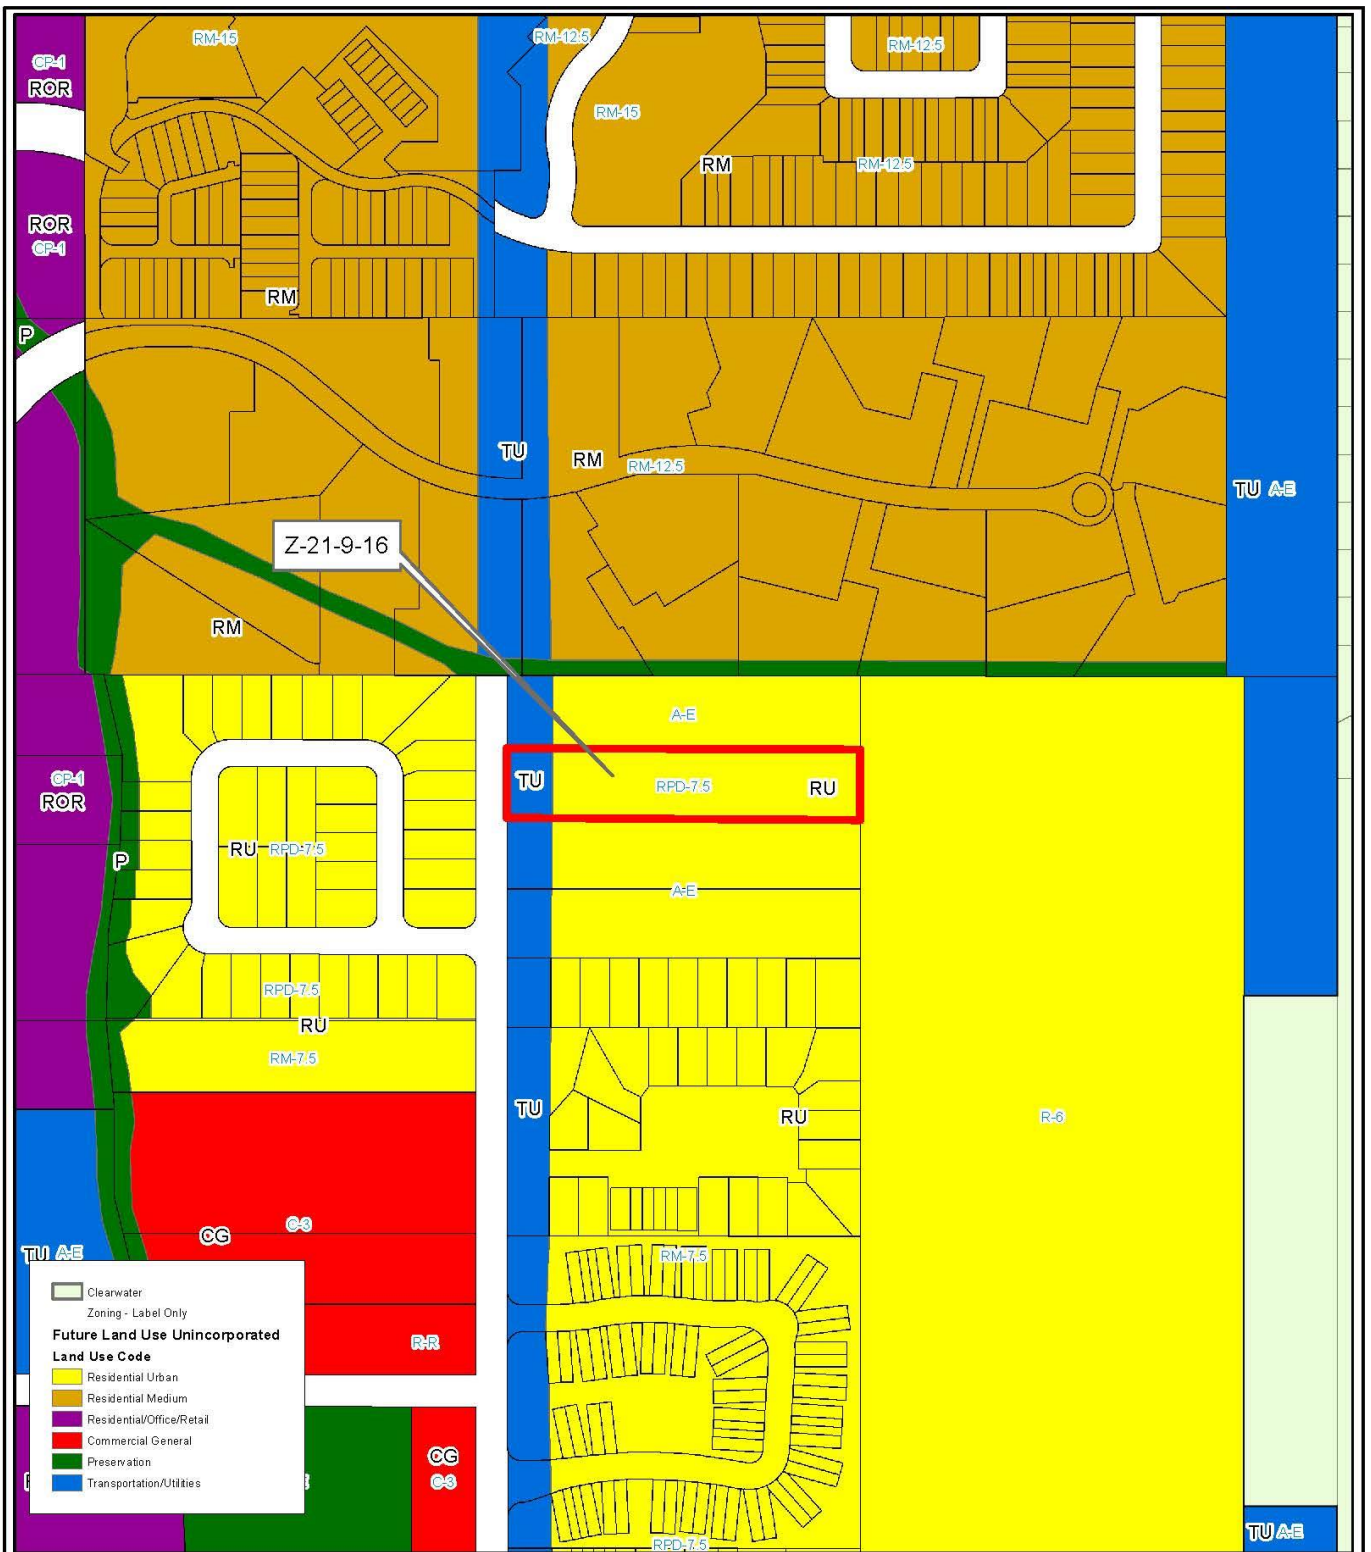 RM-15
RM-12.5
RM-12.5
CP-1
ROR
RM-15
RM
RM-12.5
ROR
CP-1
RM
P
TU
RM
RM-12.5
TU A-E
Z-21-9-16
RM
A-E
CP-1
ROR
TU
RPD-7.5
RU
RU RPD-7.5
P
A-E
RPD-7.5
RU
RM-7.5
TU
RU
R-6
CG
C-3
TU A-E
RM-7.5
R-R
CG
C-3
RPD-7.5
TU A-E
Clearwater
Zoning - Label Only
Future Land Use Unincorporated
Land Use Code
Residential Urban
Residential Medium
Residential/Office/Retail
Commercial General
Preservation
Transportation/Utilities